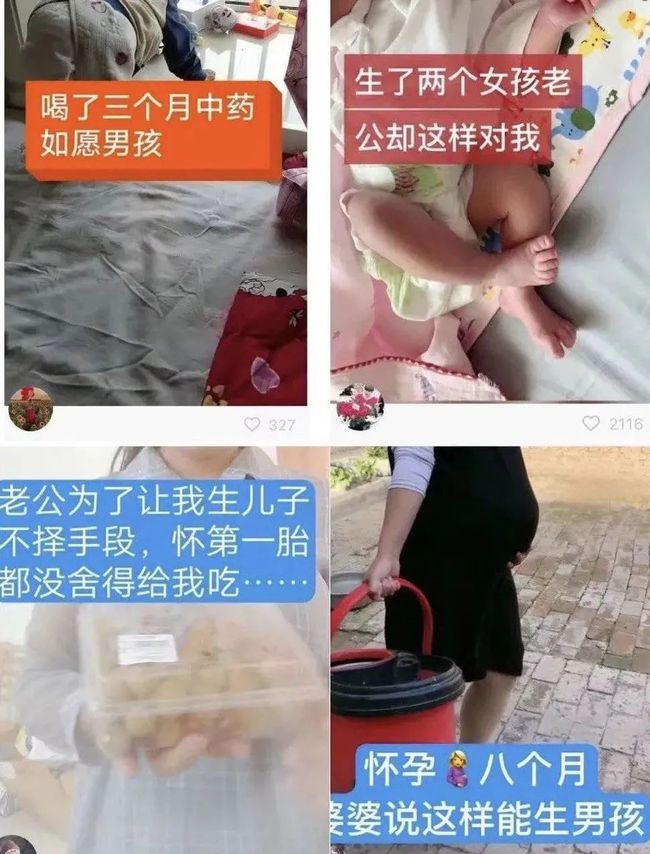 喝了三个月中药
如愿男孩
327
生了两个女孩老
公却这样对我
2116
老公为了让我生儿子
不择手段，怀第一胎
都没舍得给我吃……
怀孕🤰八个月
婆婆说这样能生男孩